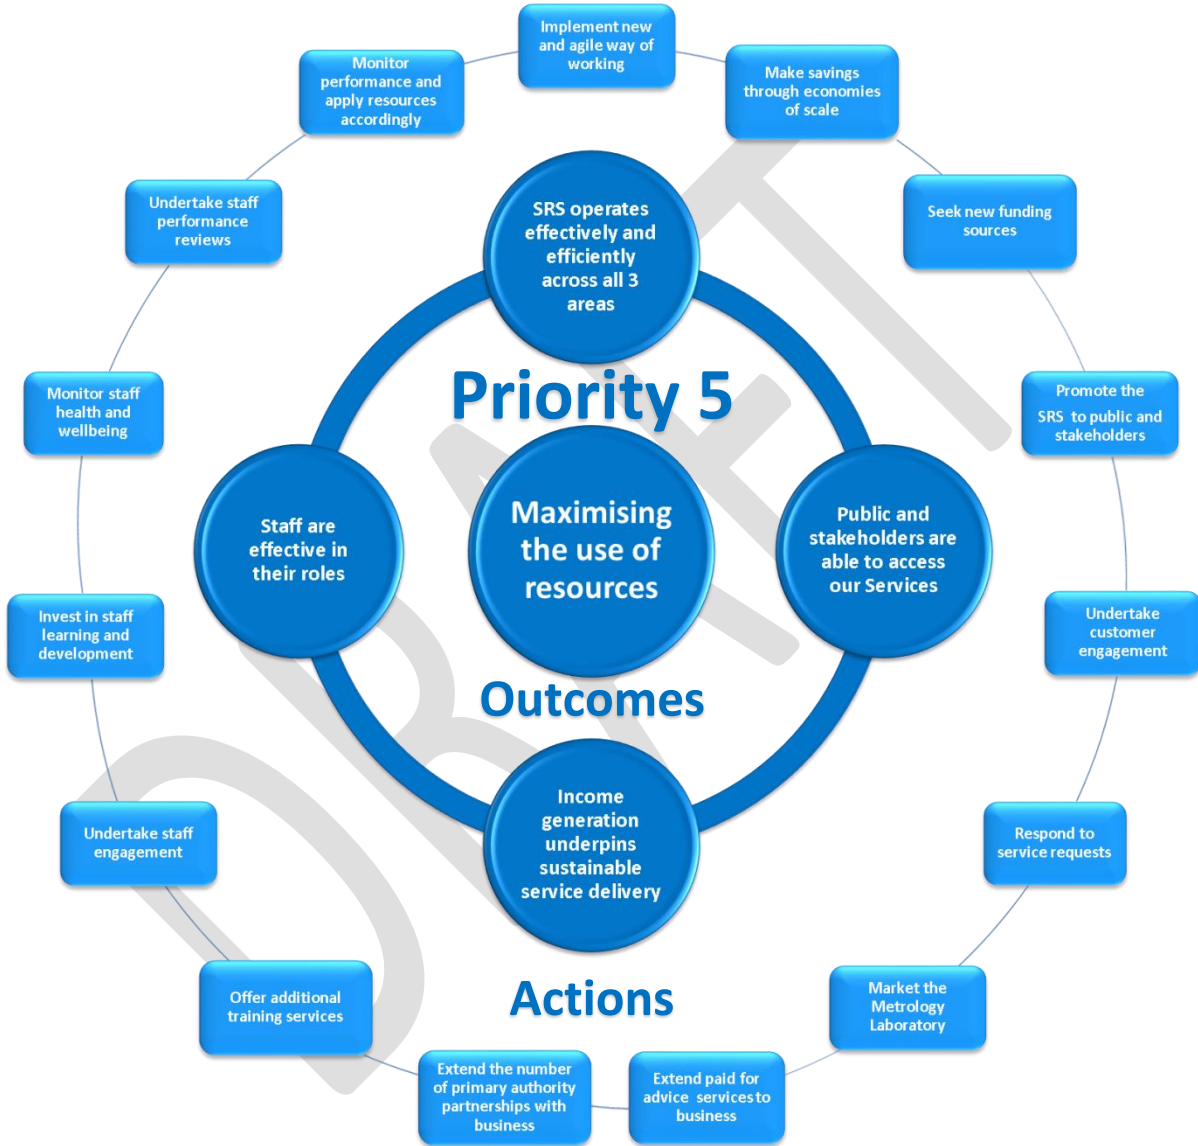 Implement new
and agile way of
working
Make savings
through economies
of scale
Seek new funding
sources
Promote the
SRS to public and
stakeholders
Undertake
customer
engagement
Respond to
service requests
Market the
Metrology
Laboratory
Extend paid for
advice services to
business
Extend the number
of primary authority
partnerships with
business
Offer additional
training services
Undertake staff
engagement
Invest in staff
learning and
development
Monitor staff
health and
wellbeing
Undertake staff
performance
reviews
Monitor
performance and
apply resources
accordingly
SRS operates
effectively and
efficiently
across all 3
areas
Priority 5
Maximising
the use of
resources
Public and
stakeholders are
able to access
our Services
Staff are
effective in
their roles
Outcomes
Income
generation
underpins
sustainable
service delivery
Actions
DRAFT